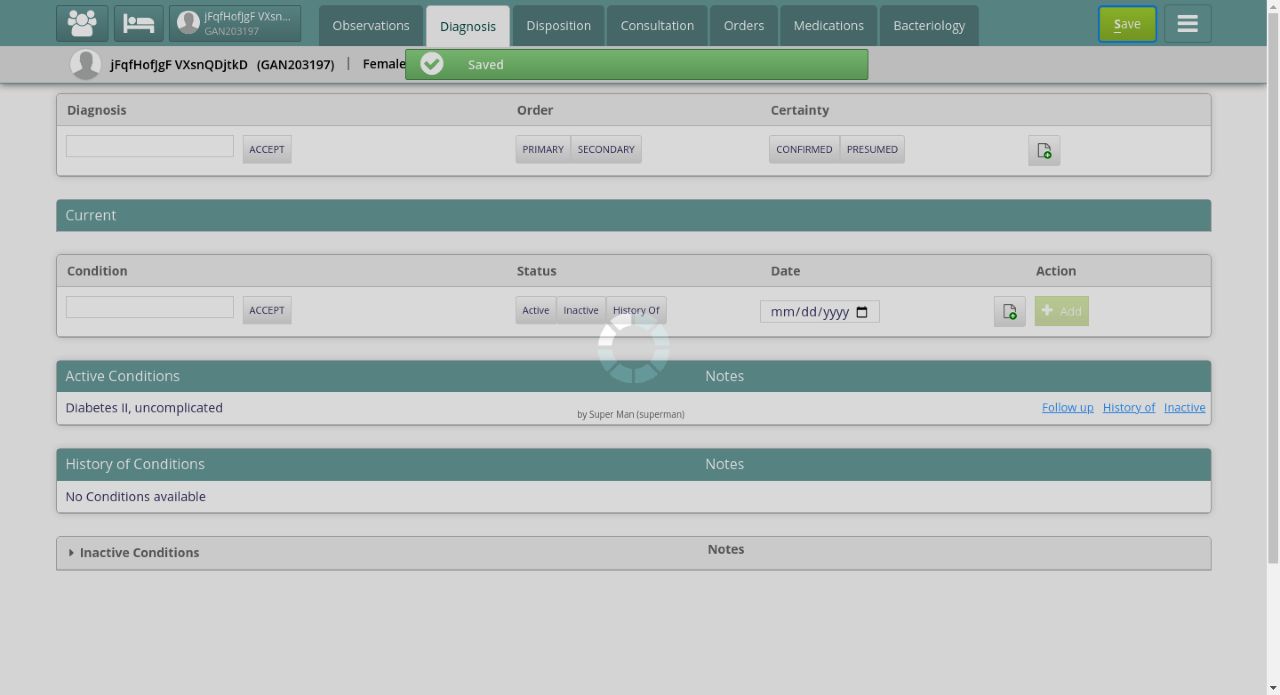 jFqfHofJgF VXsn...
GAN203197
Observations
Diagnosis
Disposition
Consultation
Orders
Medications
Bacteriology
Save
jFqfHofJgF VXsnQDjtkD (GAN203197) | Female
Saved
Diagnosis Order Certainty
ACCEPT PRIMARY SECONDARY CONFIRMED PRESUMED
Current
Condition Status Date Action
ACCEPT Active Inactive History Of mm/dd/yyyy Add
Active Conditions Notes
Diabetes II, uncomplicated by Super Man (superman) Follow up History of Inactive
History of Conditions Notes
No Conditions available
Inactive Conditions Notes